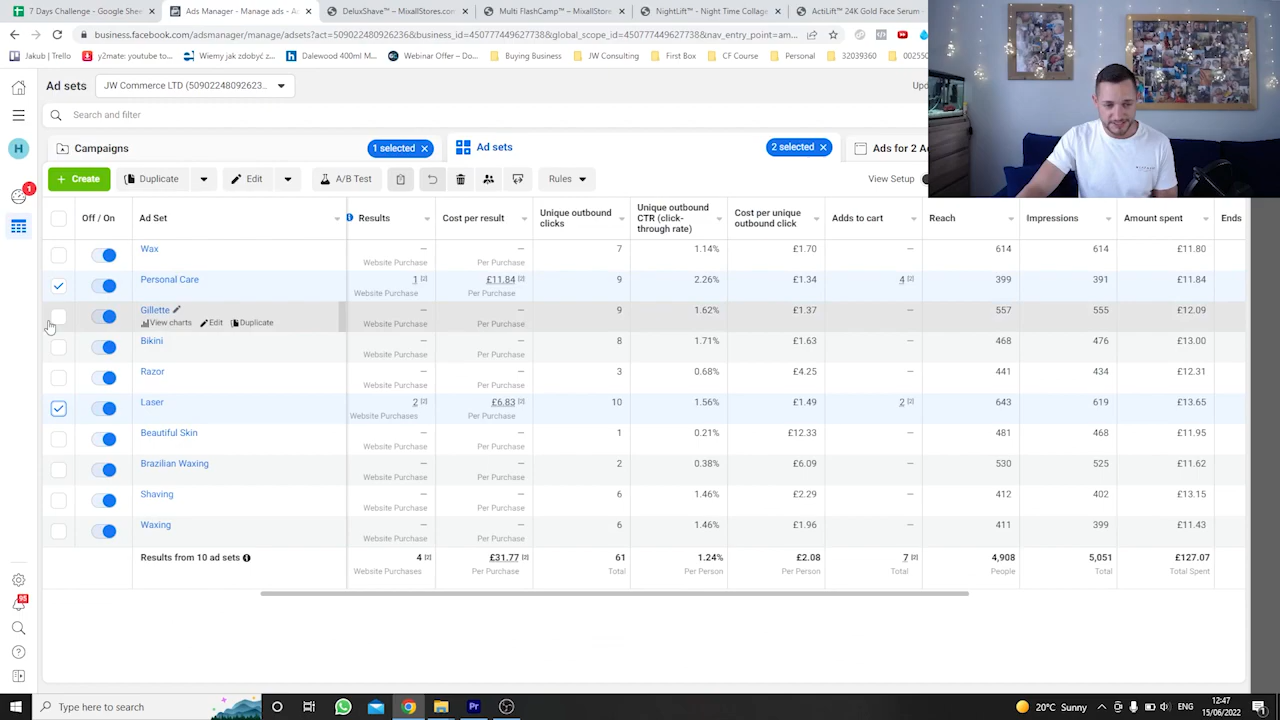 7 Days Challenge - Google Sheets
Ads Manager - Manage ads - Ad s
DeluxShave™ – MixallStores.com
Multi FlashCamp™ – MixallStore
NightLift™ - Night Time Collage
ActiLift™ 24K Gold Face Serum –
business.facebook.com/adsmanager/manage/adsets?act=509022480926236&business_id=450777449627738&global_scope_id=450777449627738&nav_entry_point=am...
Jakub | Trello
y2mate: youtube to...
Wiem, jak zdobyć z...
Dalewood 400ml M...
Webinar Offer – Do...
Buying Business
JW Consulting
First Box
CF Course
Personal
32039360
Ad sets
JW Commerce LTD (50902248092623...
Search and filter
Campaigns
1 selected
Ad sets
2 selected
Ads for 2 A
H
1
Create
Duplicate
Edit
A/B Test
Rules
View Setup
Off / On
Ad Set
Results
Cost per result
Unique outbound clicks
Unique outbound CTR (click-through rate)
Cost per unique outbound click
Adds to cart
Reach
Impressions
Amount spent
Ends
Wax — — 7 1.14% £1.70 — 614 614 £11.80
Website Purchase Per Purchase
Personal Care 1 [2] £11.84 [2] 9 2.26% £1.34 4 [2] 399 391 £11.84
Website Purchase Per Purchase
Gillette — — 9 1.62% £1.37 — 557 555 £12.09
View charts Edit Duplicate Website Purchase Per Purchase
Bikini — — 8 1.71% £1.63 — 468 476 £13.00
Website Purchase Per Purchase
Razor — — 3 0.68% £4.25 — 441 434 £12.31
Website Purchase Per Purchase
Laser 2 [2] £6.83 [2] 10 1.56% £1.49 2 [2] 643 619 £13.65
Website Purchases Per Purchase
Beautiful Skin — — 1 0.21% £12.33 — 481 468 £11.95
Website Purchase Per Purchase
Brazilian Waxing — — 2 0.38% £6.09 — 530 525 £11.62
Website Purchase Per Purchase
Shaving — — 6 1.46% £2.29 — 412 402 £13.15
Website Purchase Per Purchase
Waxing — — 6 1.46% £1.96 — 411 399 £11.43
Website Purchase Per Purchase
Results from 10 ad sets 4 [2] £31.77 [2] 61 1.24% £2.08 7 [2] 4,908 5,051 £127.07
Website Purchases Per Purchase Total Per Person Per Person Total People Total Total Spent
Type here to search
20°C Sunny
ENG
12:47
15/06/2022